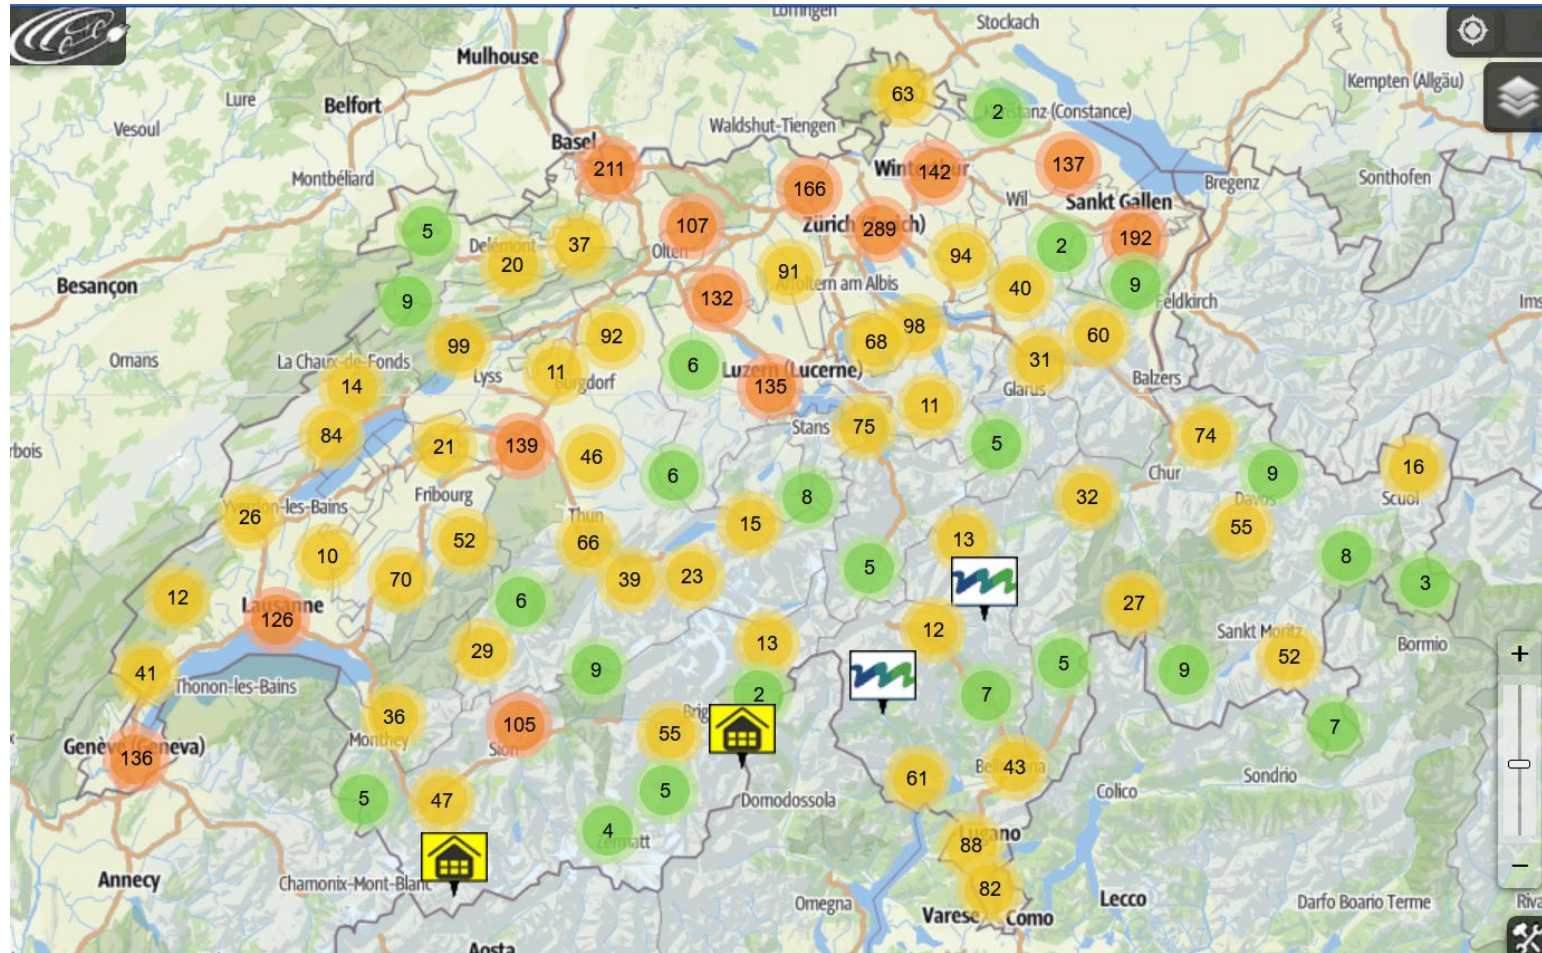 Löffingen
Stockach
Mulhouse
Kempten (Allgäu)
Lure
Belfort
63
2
Konstanz (Constance)
Vesoul
Waldshut-Tiengen
Basel
211
166
Winterthur
142
137
Montbéliard
Bregenz
Sonthofen
Wil
Sankt Gallen
5
107
Zürich (Zurich)
289
2
192
Delémont
37
Olten
20
91
94
Besançon
9
132
Affoltern am Albis
40
9
Feldkirch
Ims
99
92
68
98
60
Ornans
La Chaux-de-Fonds
14
Lyss
11
Burgdorf
6
Luzern (Lucerne)
135
31
Glarus
Balzers
84
21
139
46
Stans
75
11
5
74
rbois
6
8
32
Chur
9
Davos
16
Scuol
Yverdon-les-Bains
26
Fribourg
Thun
10
52
66
15
13
55
12
70
39
23
5
8
3
Lausanne
126
6
12
27
Sankt Moritz
52
Bormio
41
29
9
13
5
9
+
Thonon-les-Bains
2
7
36
Monthey
105
Sion
55
Brig
7
Genève (Geneva)
136
61
Bellinzona
43
Sondrio
5
47
5
Domodossola
Colico
4
Zermatt
Lugano
88
−
Annecy
Chamonix-Mont-Blanc
82
Omegna
Varese
Como
Lecco
Darfo Boario Terme
Riva
Aosta